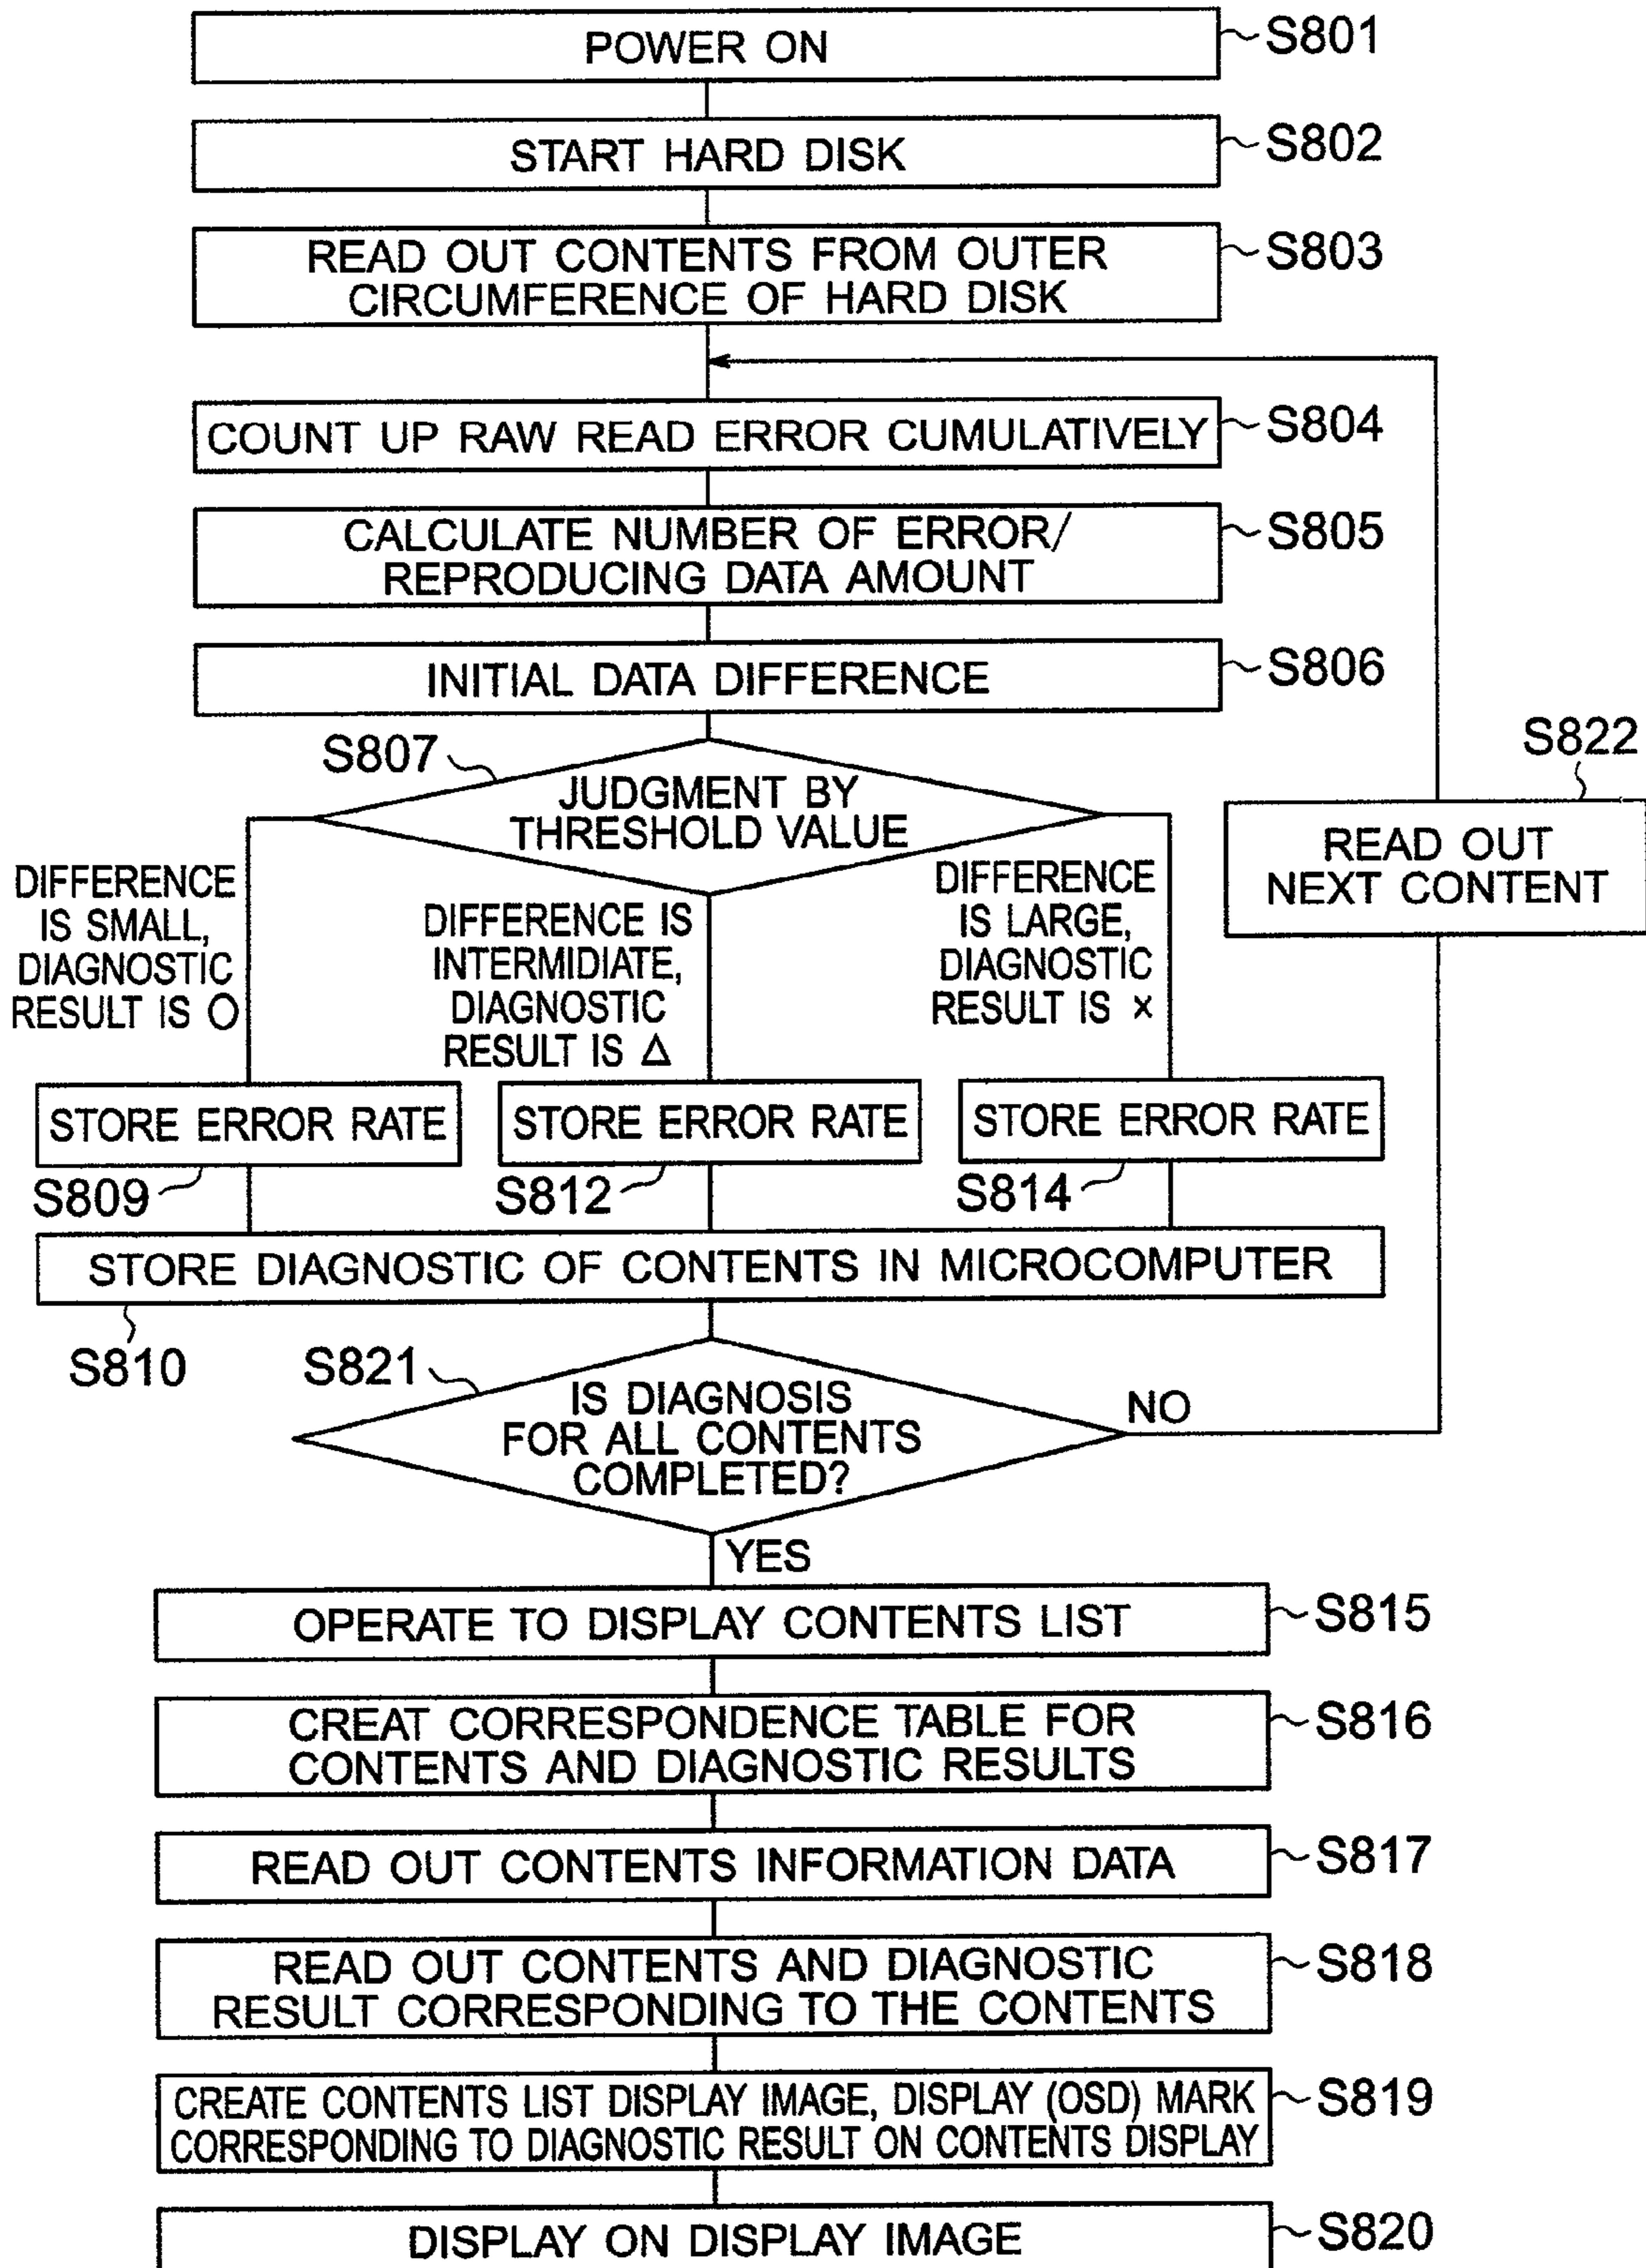 POWER ON
S801
START HARD DISK
S802
READ OUT CONTENTS FROM OUTER
CIRCUMFERENCE OF HARD DISK
S803
COUNT UP RAW READ ERROR CUMULATIVELY
S804
CALCULATE NUMBER OF ERROR/
REPRODUCING DATA AMOUNT
S805
INITIAL DATA DIFFERENCE
S806
S807
JUDGMENT BY
THRESHOLD VALUE
S822
READ OUT
NEXT CONTENT
DIFFERENCE
IS SMALL,
DIAGNOSTIC
RESULT IS ○
DIFFERENCE IS
INTERMIDIATE,
DIAGNOSTIC
RESULT IS △
DIFFERENCE
IS LARGE,
DIAGNOSTIC
RESULT IS ×
STORE ERROR RATE
S809
STORE ERROR RATE
S812
STORE ERROR RATE
S814
STORE DIAGNOSTIC OF CONTENTS IN MICROCOMPUTER
S810
S821
IS DIAGNOSIS
FOR ALL CONTENTS
COMPLETED?
NO
YES
OPERATE TO DISPLAY CONTENTS LIST
S815
CREAT CORRESPONDENCE TABLE FOR
CONTENTS AND DIAGNOSTIC RESULTS
S816
READ OUT CONTENTS INFORMATION DATA
S817
READ OUT CONTENTS AND DIAGNOSTIC
RESULT CORRESPONDING TO THE CONTENTS
S818
CREATE CONTENTS LIST DISPLAY IMAGE, DISPLAY (OSD) MARK
CORRESPONDING TO DIAGNOSTIC RESULT ON CONTENTS DISPLAY
S819
DISPLAY ON DISPLAY IMAGE
S820